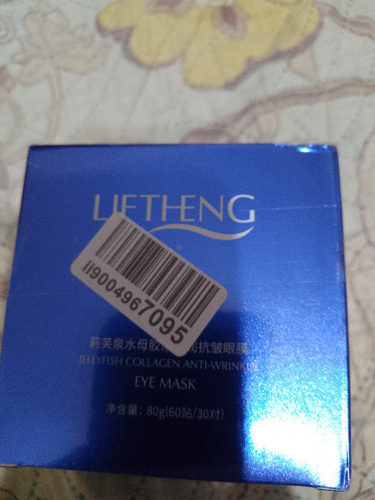 LIFTHENG
ii9004967095
莉芙泉水母胶 抗皱眼膜
JELLYFISH COLLAGEN ANTI-WRINKLE
EYE MASK
净含量：80g(60贴/30对)